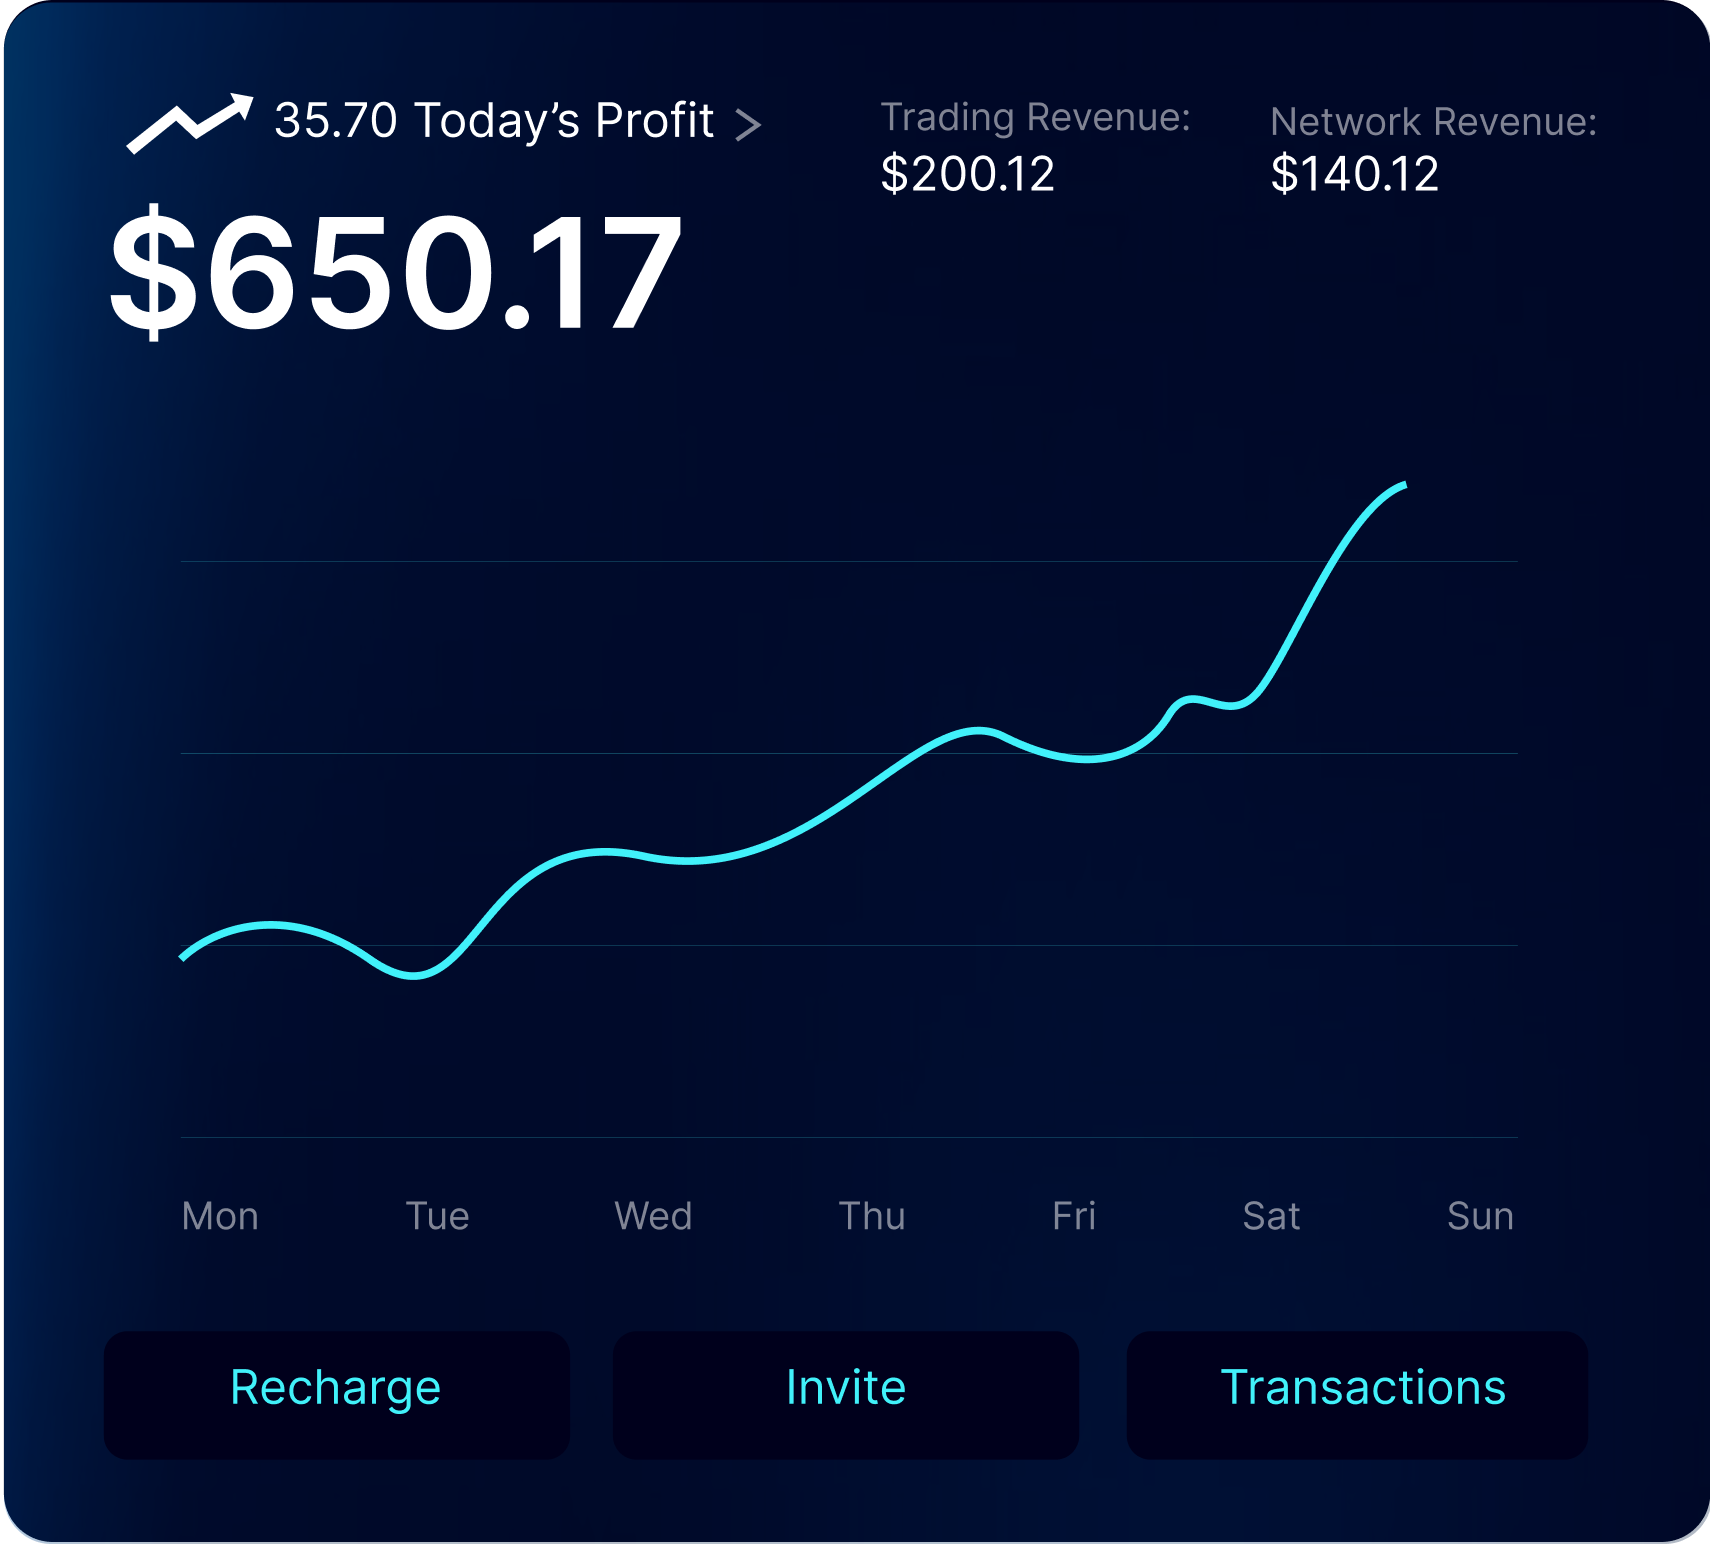 35.70 Today’s Profit >
$650.17
Trading Revenue:
$200.12
Network Revenue:
$140.12
Mon Tue Wed Thu Fri Sat Sun
Recharge Invite Transactions